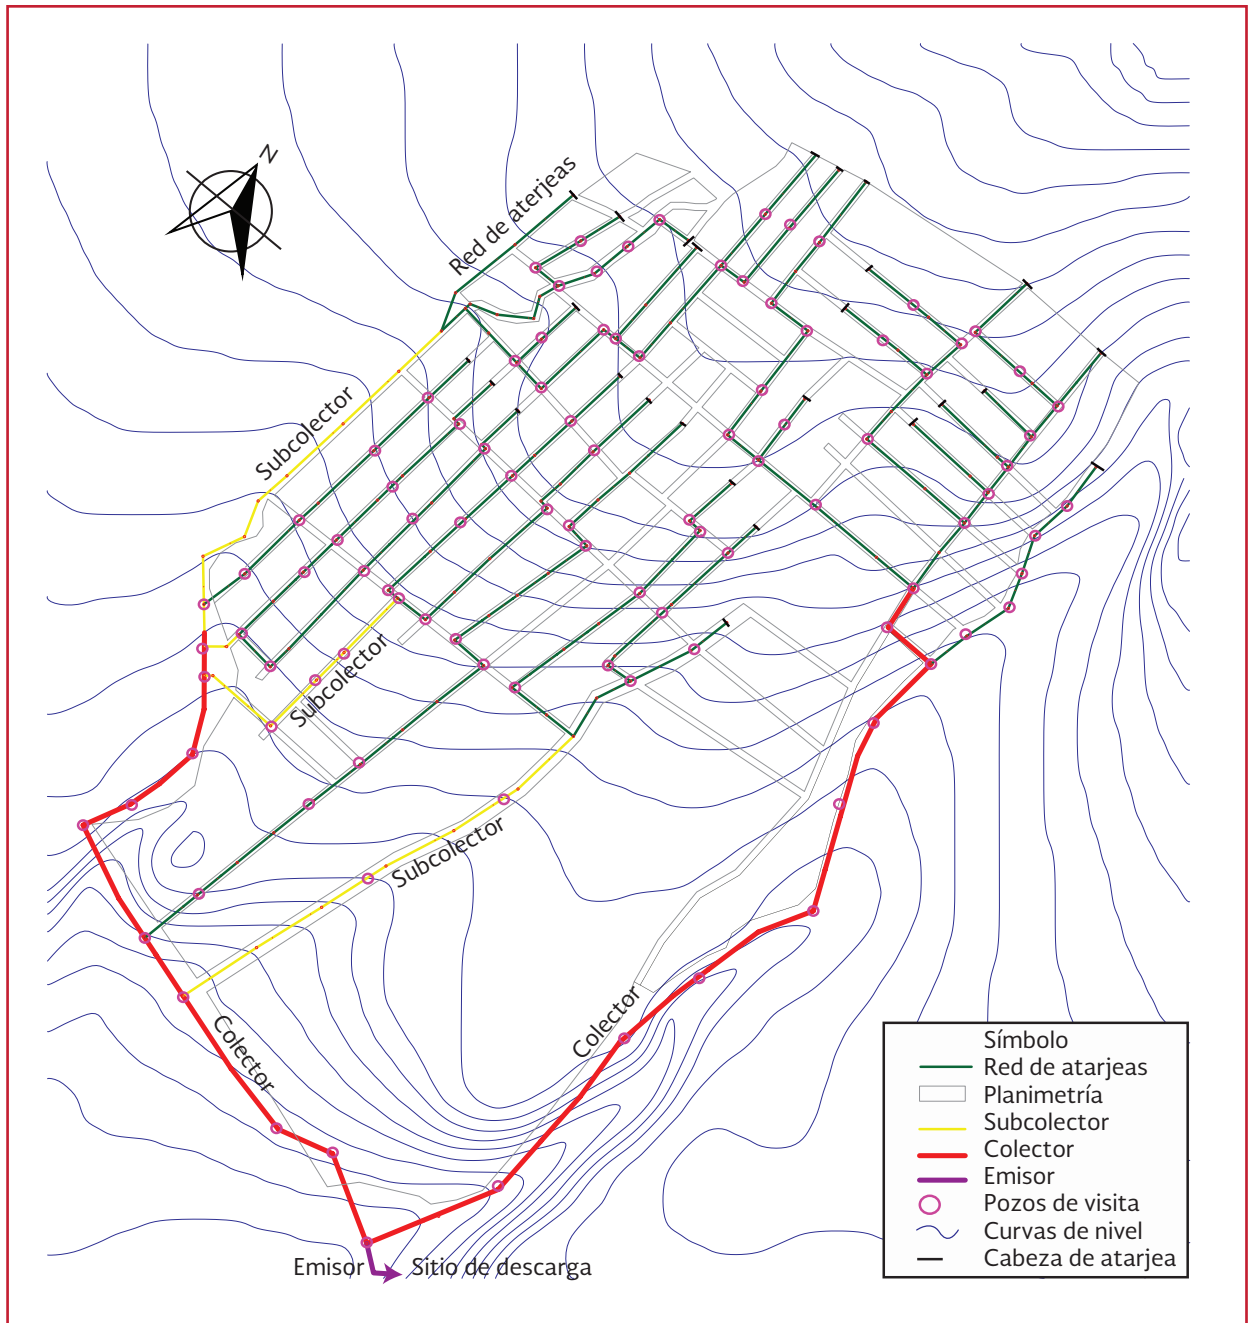 N
Red de aterjeas
Subcolector
Subcolector
Subcolector
Colector
Colector
Emisor
Sitio de descarga
Símbolo
Red de atarjeas
Planimetría
Subcolector
Colector
Emisor
Pozos de visita
Curvas de nivel
Cabeza de atarjea